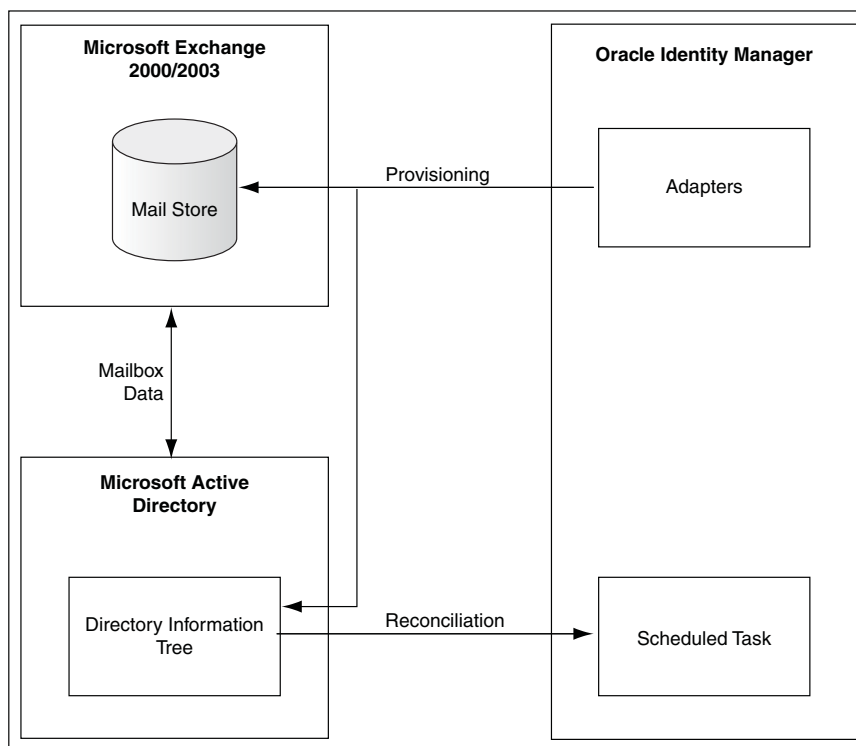 Microsoft Exchange
2000/2003
Oracle Identity Manager
Mail Store
Provisioning
Adapters
Mailbox
Data
Microsoft Active
Directory
Directory Information
Tree
Reconciliation
Scheduled Task